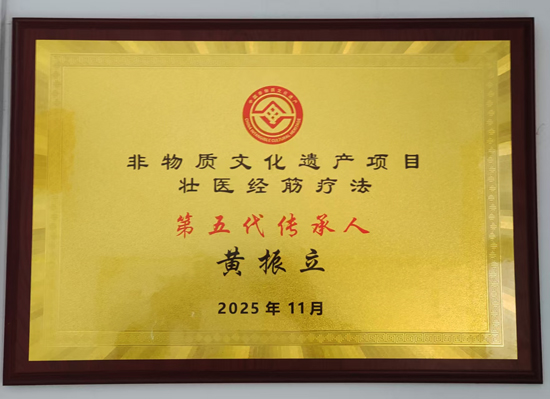 非物质文化遗产项目
壮医经筋疗法
第五代传承人
黄振立
2025年11月